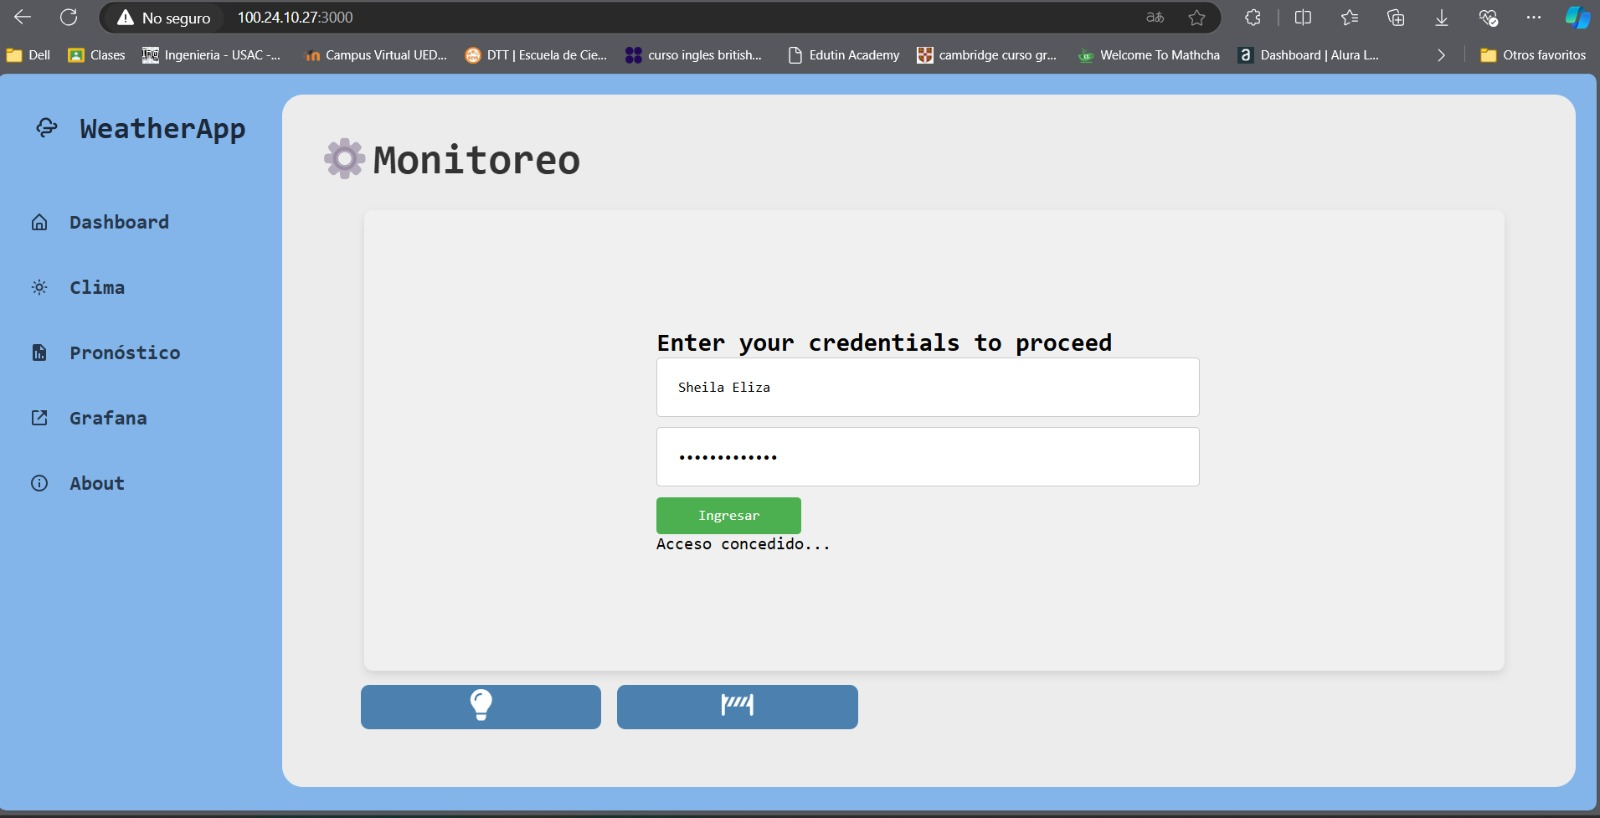 No seguro
100.24.10.27:3000
Dell
Clases
Ingenieria - USAC -...
Campus Virtual UED...
DTT | Escuela de Cie...
curso ingles british...
Edutin Academy
cambridge curso gr...
Welcome To Mathcha
Dashboard | Alura L...
Otros favoritos
WeatherApp
Dashboard
Clima
Pronóstico
Grafana
About
Monitoreo
Enter your credentials to proceed
Sheila Eliza
Ingresar
Acceso concedido...